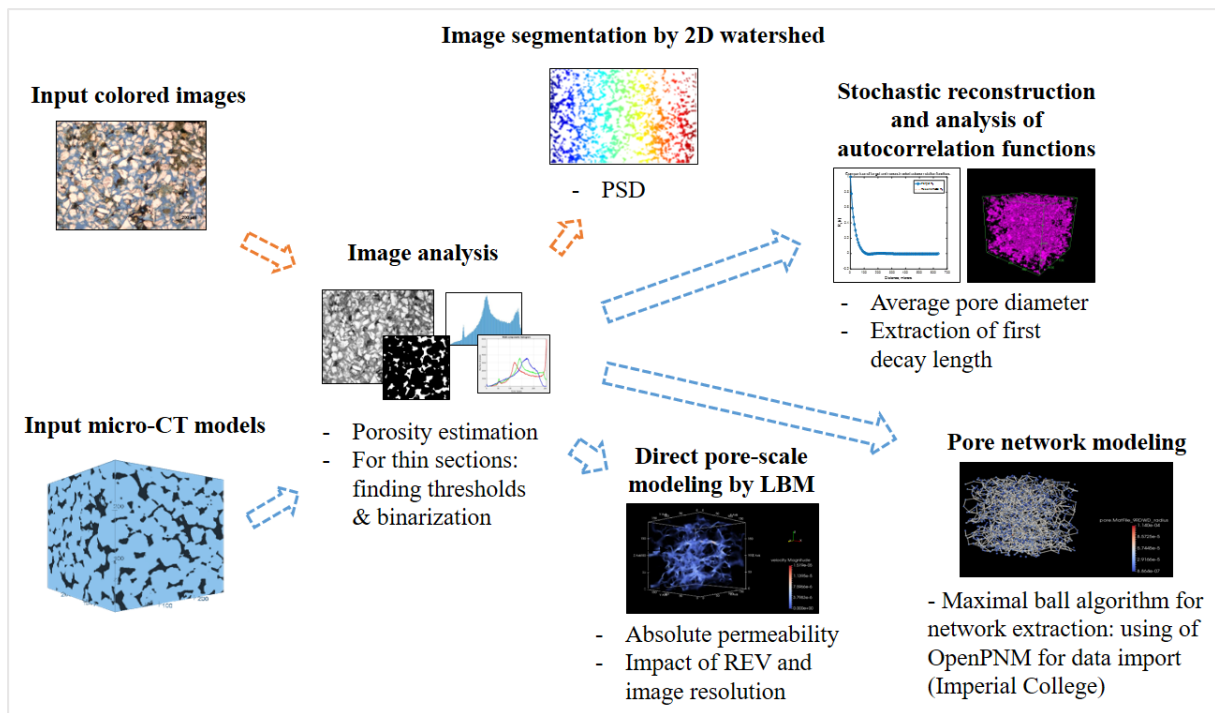 Image segmentation by 2D watershed
Input colored images
- PSD
Stochastic reconstruction
and analysis of
autocorrelation functions
- Average pore diameter
- Extraction of first
decay length
Image analysis
- Porosity estimation
- For thin sections:
finding thresholds
& binarization
Input micro-CT models
Direct pore-scale
modeling by LBM
velocity Magnitude
- Absolute permeability
- Impact of REV and
image resolution
Pore network modeling
- Maximal ball algorithm for
network extraction: using of
OpenPNM for data import
(Imperial College)